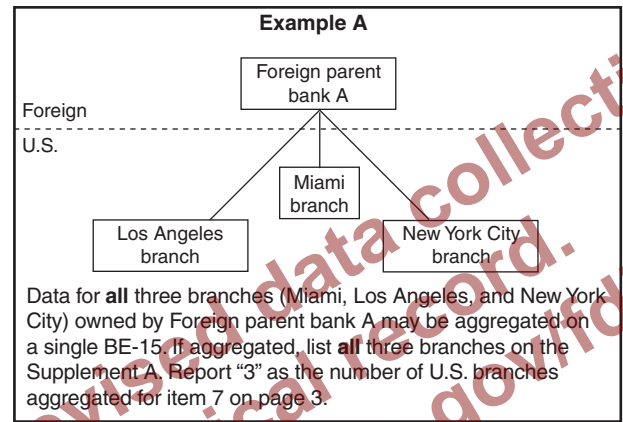 Example A
Foreign parent
bank A
Foreign
U.S.
Miami
branch
Los Angeles
branch
New York City
branch
Data for all three branches (Miami, Los Angeles, and New York
City) owned by Foreign parent bank A may be aggregated on
a single BE-15. If aggregated, list all three branches on the
Supplement A. Report “3” as the number of U.S. branches
aggregated for item 7 on page 3.
data collecti
record.